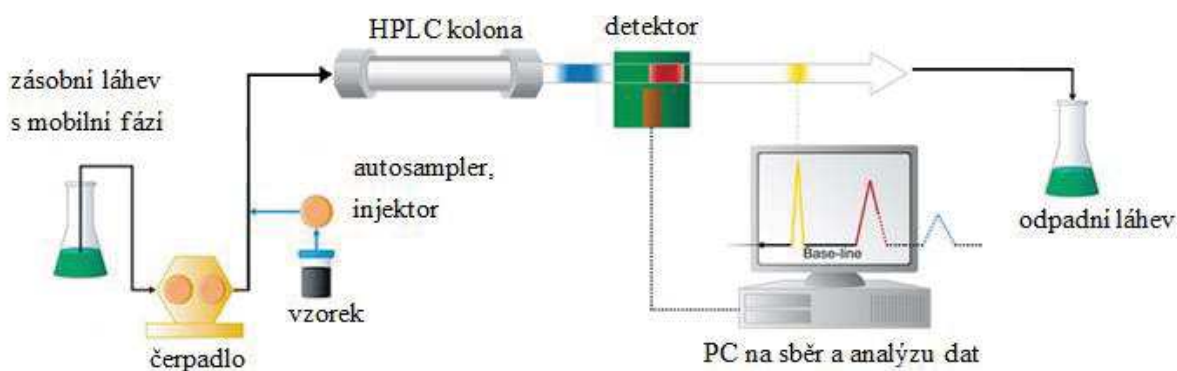 HPLC kolona
detektor
zásobní láhev
s mobilní fází
autosampler,
injektor
vzorek
čerpadlo
Base-line
PC na sběr a analýzu dat
odpadní láhev